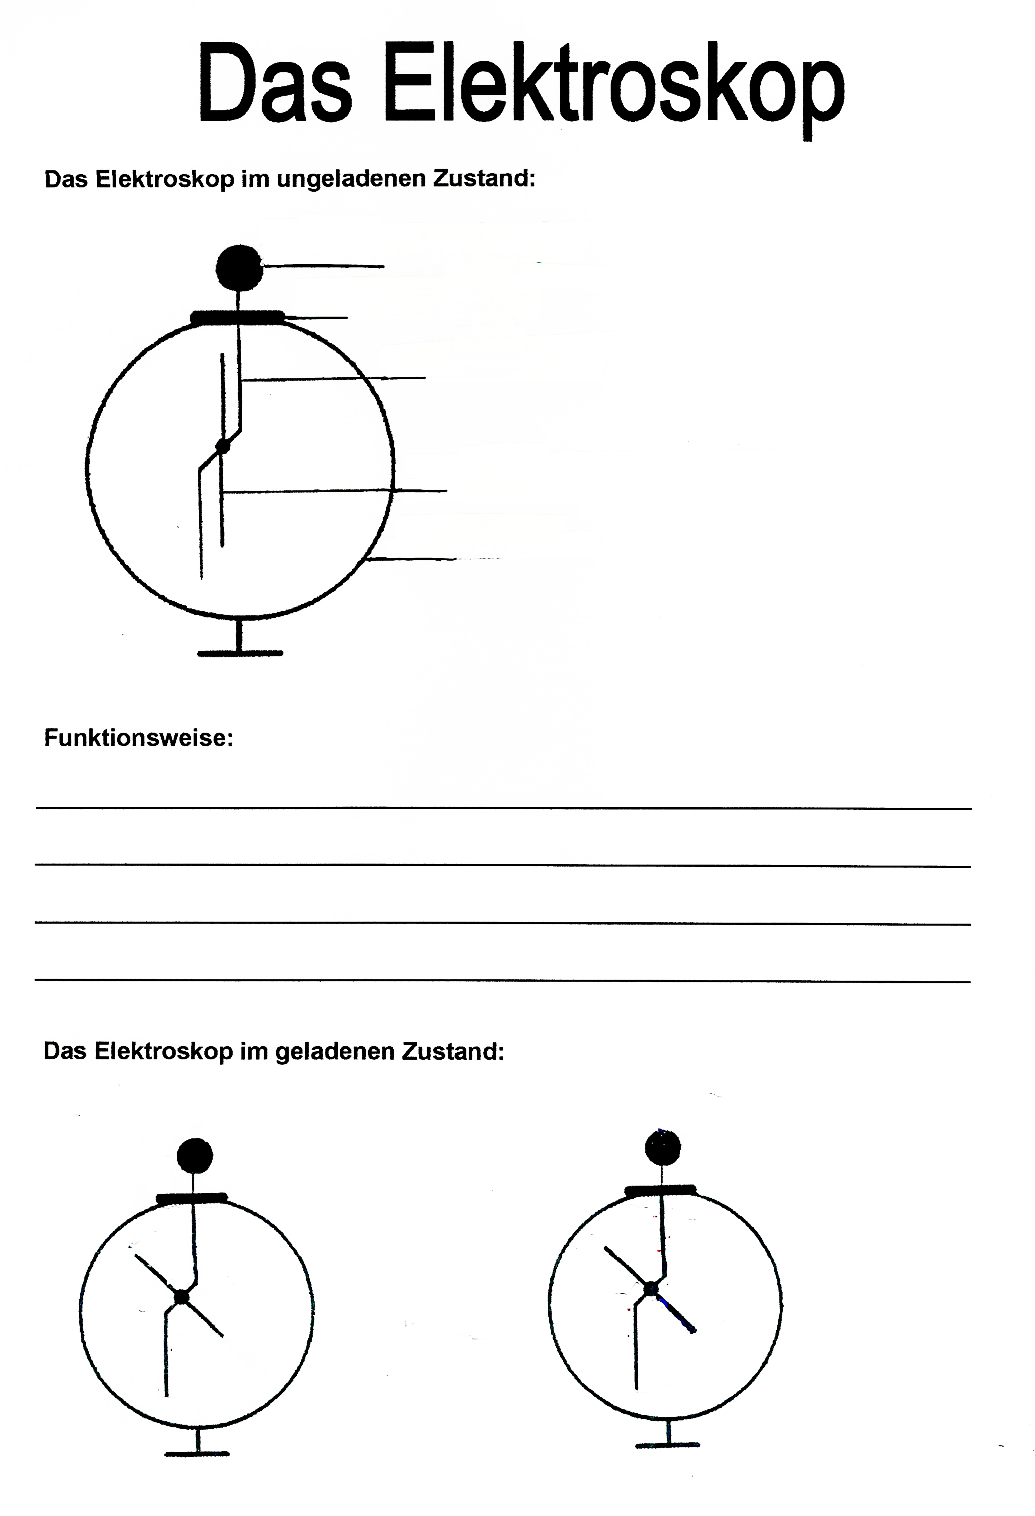 Das Elektroskop
Das Elektroskop im ungeladenen Zustand:
Funktionsweise:
Das Elektroskop im geladenen Zustand: